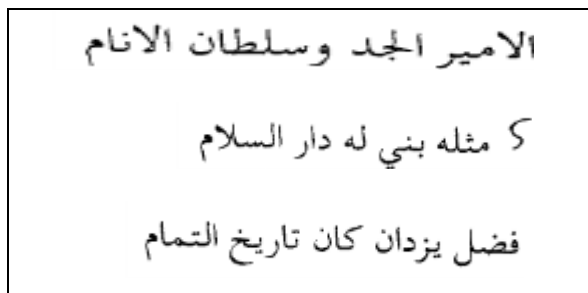 الامير الجد وسلطان الانام
ک مثله بني له دار السلام
فضل يزدان كان تاريخ التمام